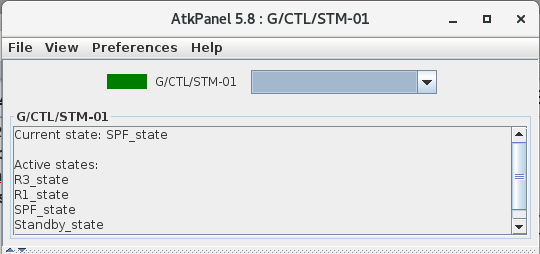 AtkPanel 5.8 : G/CTL/STM-01
File View Preferences Help
G/CTL/STM-01
G/CTL/STM-01
Current state: SPF_state
Active states:
R3_state
R1_state
SPF_state
Standby_state